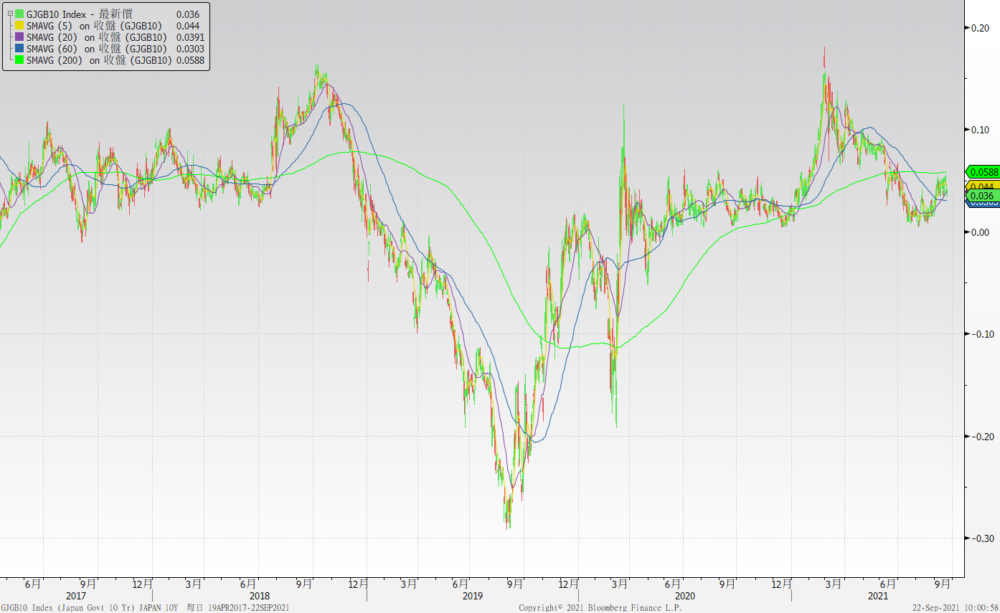 GJGB10 Index - 最新價 0.036
SMAVG (5) on 收盤 (GJGB10) 0.044
SMAVG (20) on 收盤 (GJGB10) 0.0391
SMAVG (60) on 收盤 (GJGB10) 0.0303
SMAVG (200) on 收盤 (GJGB10) 0.0588
0.20
0.10
0.0588
0.044
0.036
0.0303
0.00
-0.10
-0.20
-0.30
6月 9月 12月 3月 6月 9月 12月 3月 6月 9月 12月 3月 6月 9月 12月 3月 6月 9月
2017 2018 2019 2020 2021
GJGB10 Index (Japan Govt 10 Yr) JAPAN 10Y 每日 19APR2017-22SEP2021 Copyright© 2021 Bloomberg Finance L.P. 22-Sep-2021 10:00:58